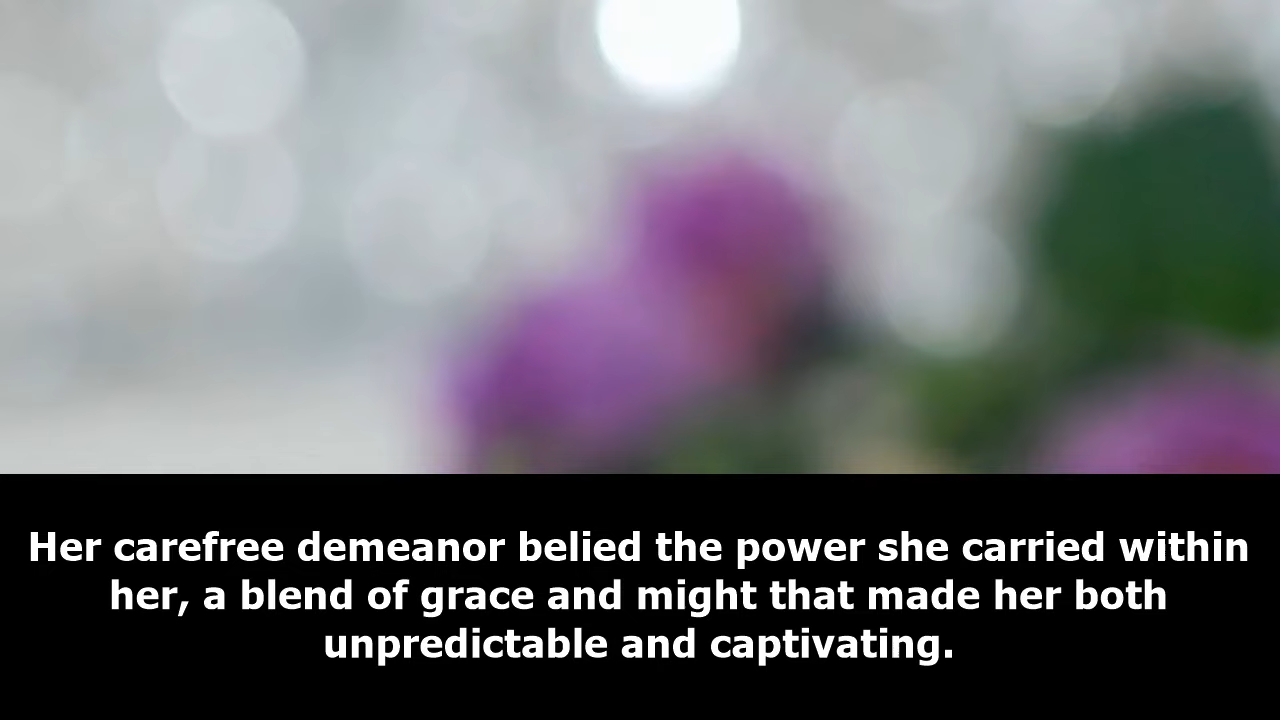 Her carefree demeanor belied the power she carried within
her, a blend of grace and might that made her both
unpredictable and captivating.